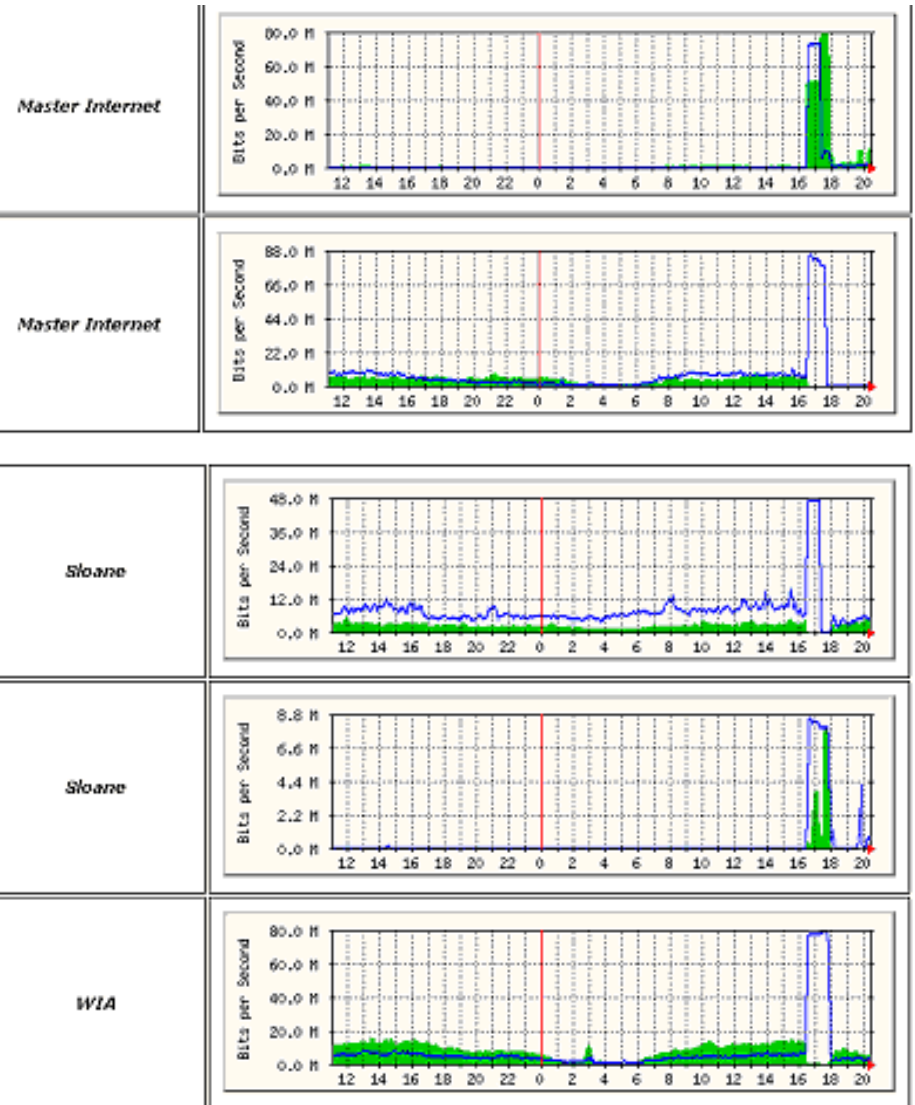 Master Internet
Bits per Second
80.0 M
60.0 M
40.0 M
20.0 M
0.0 M
12 14 16 18 20 22 0 2 4 6 8 10 12 14 16 18 20
Master Internet
Bits per Second
88.0 M
66.0 M
44.0 M
22.0 M
0.0 M
12 14 16 18 20 22 0 2 4 6 8 10 12 14 16 18 20
Sloane
Bits per Second
48.0 M
36.0 M
24.0 M
12.0 M
0.0 M
12 14 16 18 20 22 0 2 4 6 8 10 12 14 16 18 20
Sloane
Bits per Second
8.8 M
6.6 M
4.4 M
2.2 M
0.0 M
12 14 16 18 20 22 0 2 4 6 8 10 12 14 16 18 20
WIA
Bits per Second
80.0 M
60.0 M
40.0 M
20.0 M
0.0 M
12 14 16 18 20 22 0 2 4 6 8 10 12 14 16 18 20